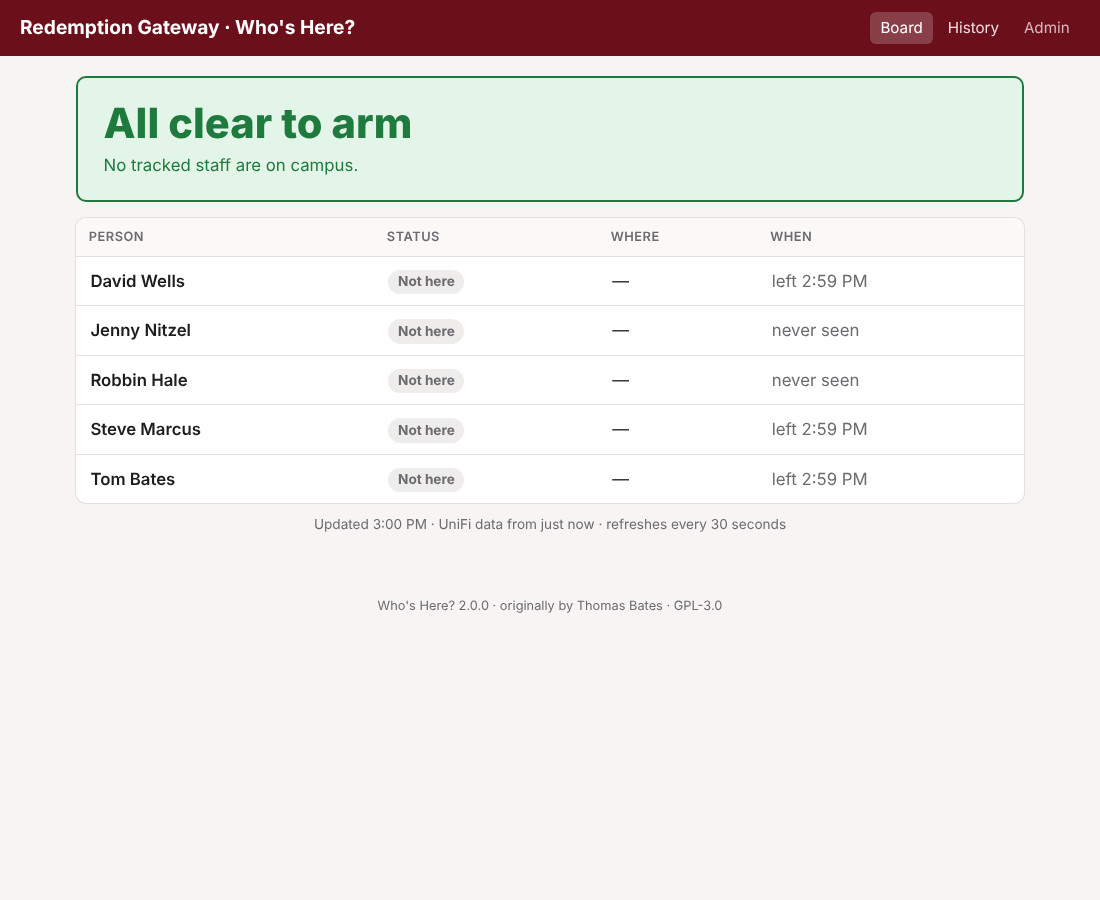 Redemption Gateway · Who's Here? Board History Admin
All clear to arm
No tracked staff are on campus.
PERSON STATUS WHERE WHEN
David Wells Not here — left 2:59 PM
Jenny Nitzel Not here — never seen
Robbin Hale Not here — never seen
Steve Marcus Not here — left 2:59 PM
Tom Bates Not here — left 2:59 PM
Updated 3:00 PM · UniFi data from just now · refreshes every 30 seconds
Who's Here? 2.0.0 · originally by Thomas Bates · GPL-3.0